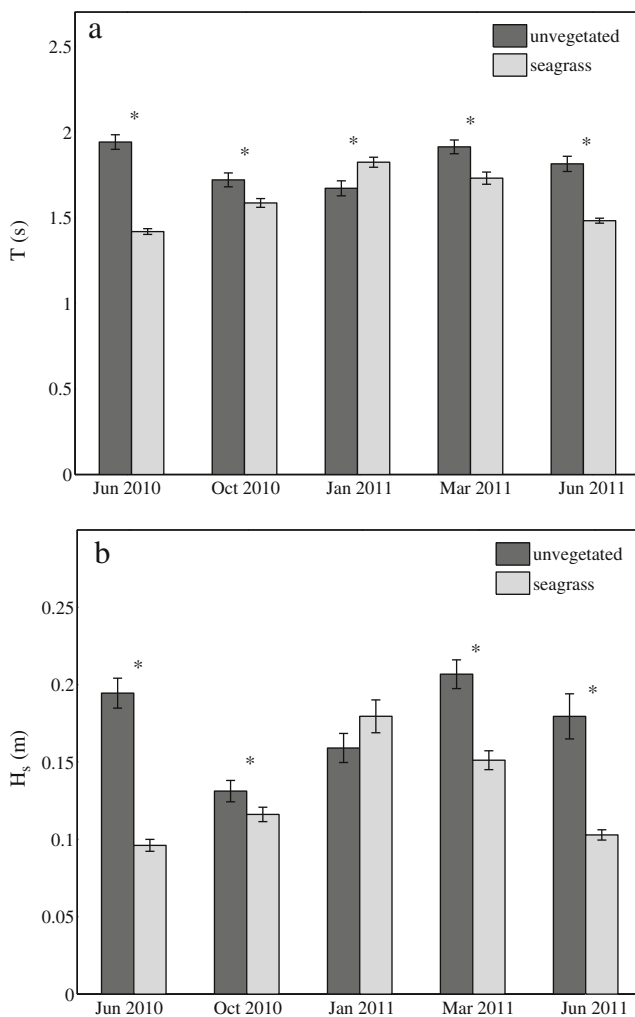 a
unvegetated
seagrass
2.5
2
1.5
1
0.5
0
T (s)
* * * * *
Jun 2010 Oct 2010 Jan 2011 Mar 2011 Jun 2011
b
unvegetated
seagrass
0.25
0.2
0.15
0.1
0.05
0
Hs (m)
* * * *
Jun 2010 Oct 2010 Jan 2011 Mar 2011 Jun 2011